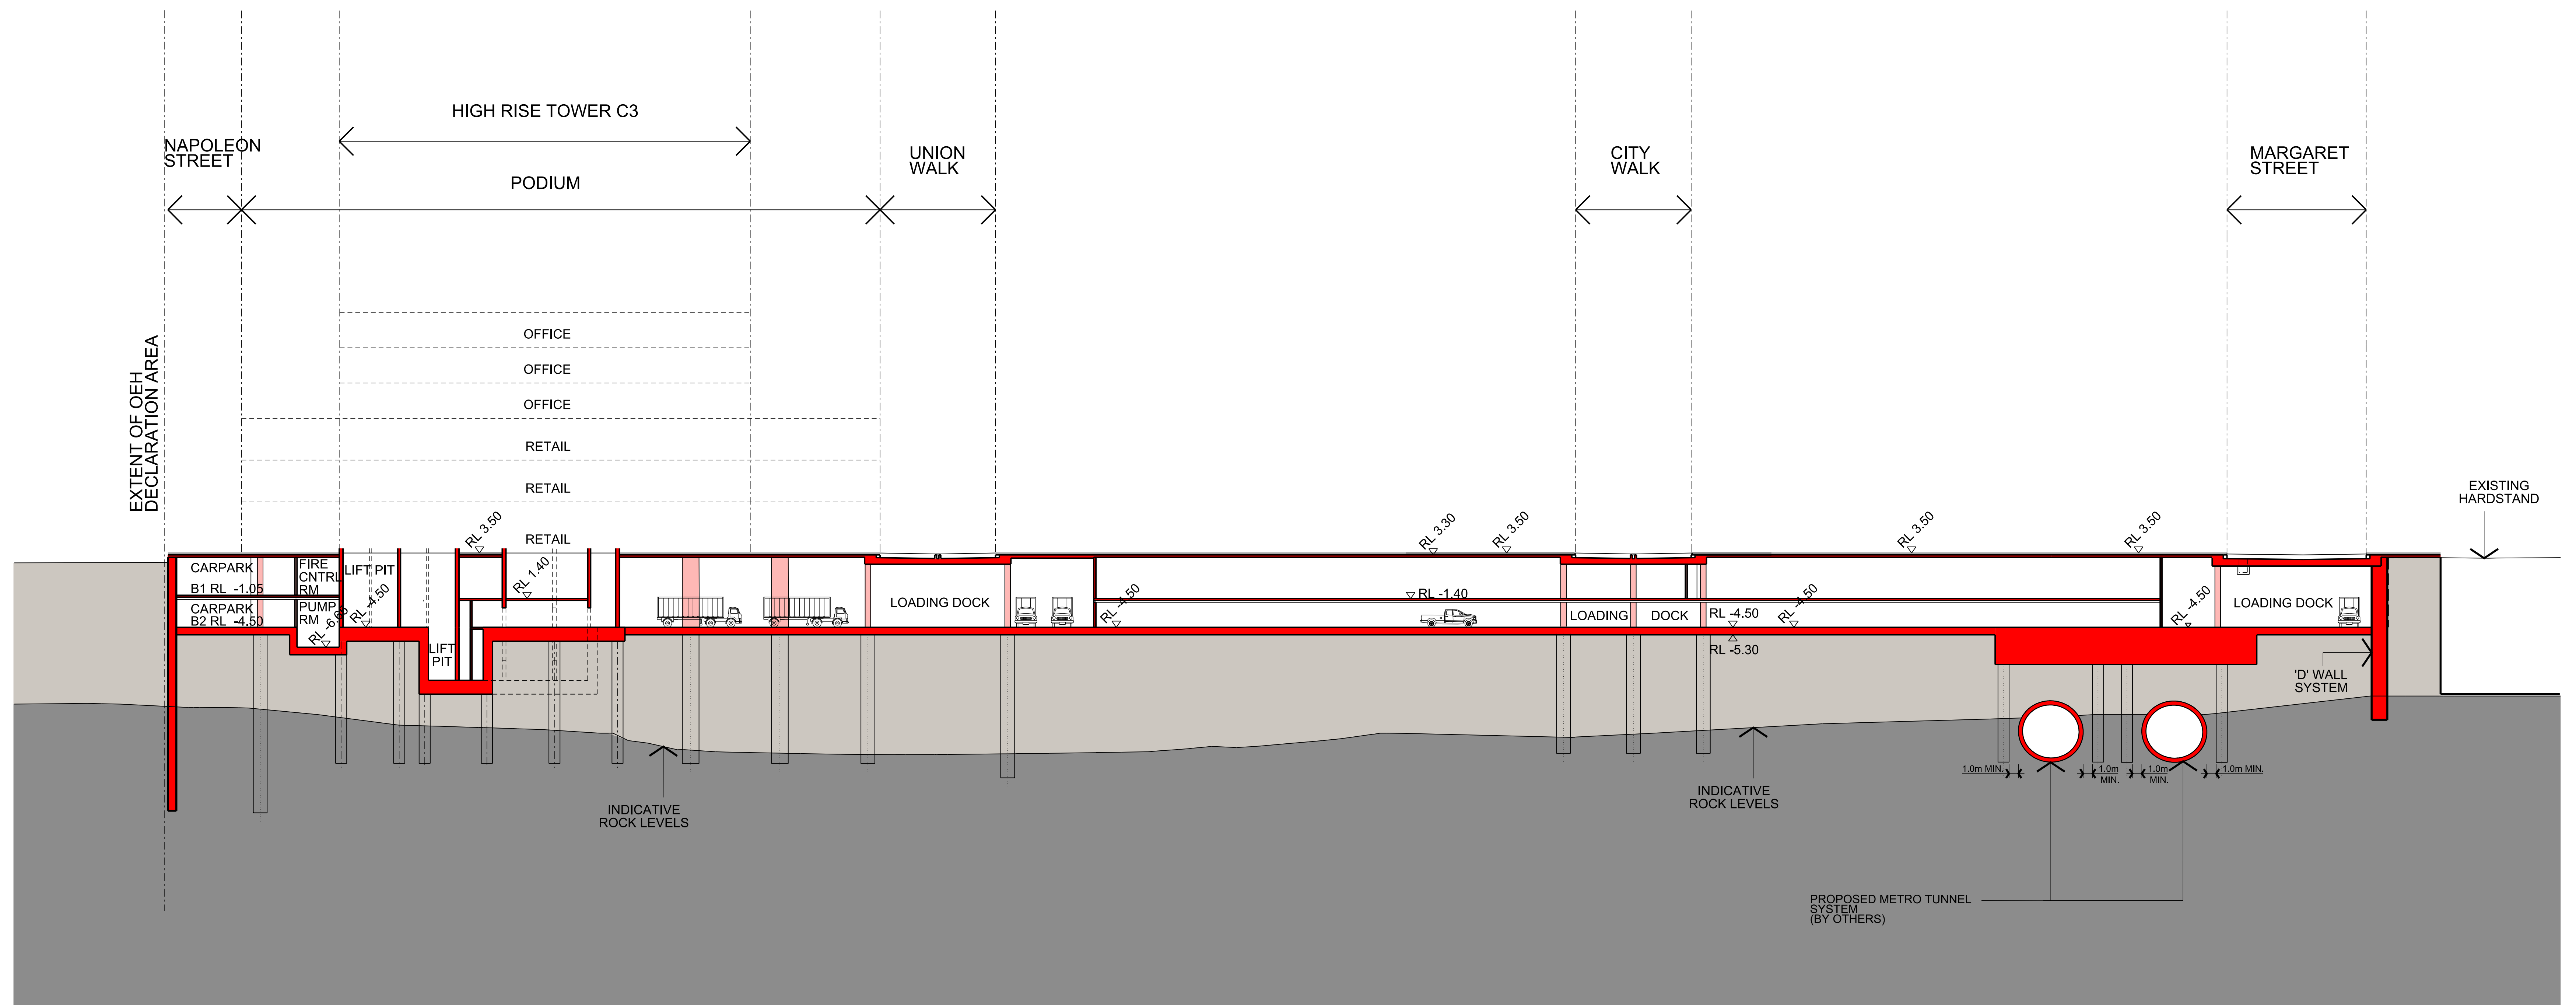 HIGH RISE TOWER C3
NAPOLEON
STREET
PODIUM
UNION
WALK
CITY
WALK
MARGARET
STREET
EXTENT OF OEH
DECLARATION AREA
OFFICE
OFFICE
OFFICE
RETAIL
RETAIL
RETAIL
EXISTING
HARDSTAND
RL 3.50
RL 3.30
RL 3.50
RL 3.50
RL 3.50
CARPARK
B1 RL -1.05
FIRE
CNTRL
RM
LIFT PIT
RL 1.40
CARPARK
B2 RL -4.50
PUMP
RM
RL -4.50
LIFT
PIT
LOADING DOCK
RL -4.50
RL -1.40
LOADING
DOCK
RL -4.50
RL -5.30
RL -4.50
RL -4.50
LOADING DOCK
'D' WALL
SYSTEM
INDICATIVE
ROCK LEVELS
INDICATIVE
ROCK LEVELS
1.0m MIN.
1.0m
MIN.
1.0m
MIN.
1.0m MIN.
PROPOSED METRO TUNNEL
SYSTEM
(BY OTHERS)